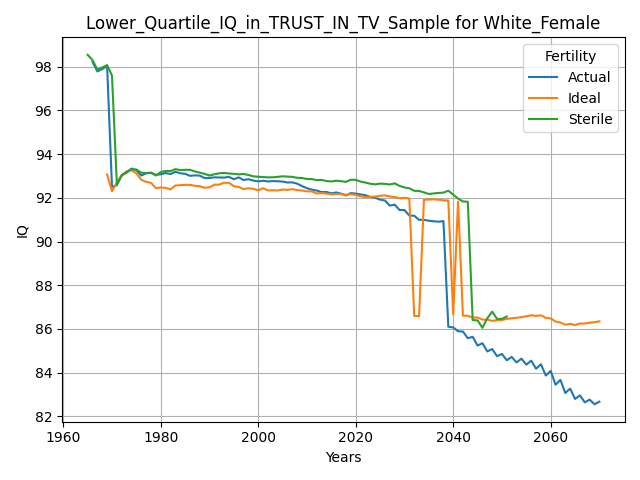 Lower_Quartile_IQ_in_TRUST_IN_TV_Sample for White_Female
Fertility
Actual
Ideal
Sterile
IQ
98
96
94
92
90
88
86
84
82
1960
1980
2000
2020
2040
2060
Years